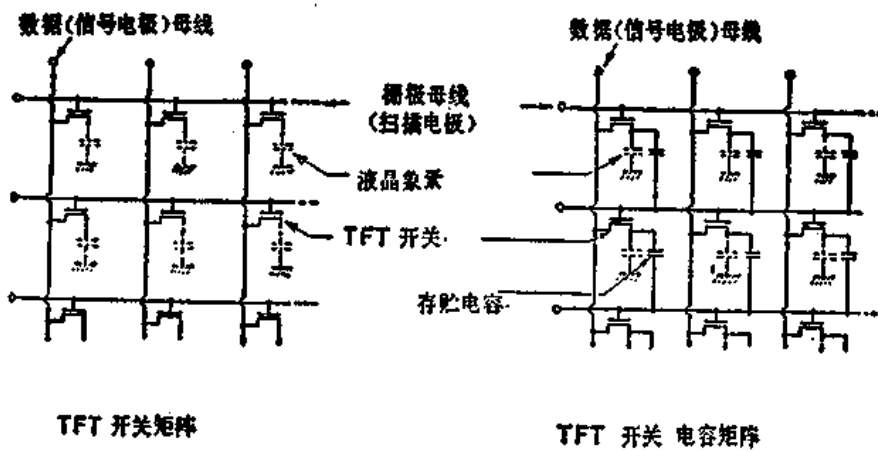 数据(信号电极)母线
数据(信号电极)母线
栅极母线
(扫描电极)
液晶象素
TFT 开关
存贮电容
TFT 开关矩阵
TFT 开关 电容矩阵